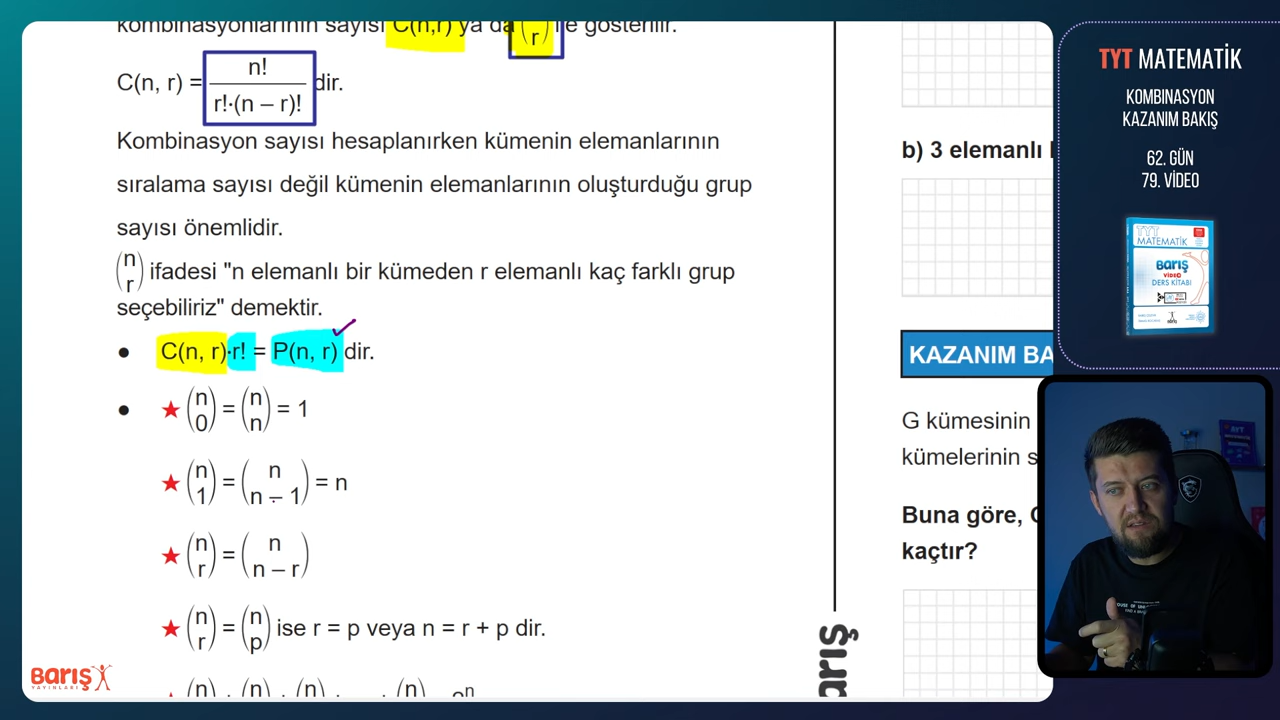 kombinasyonlarının sayısı C(n,r) ya da (r) ile gösterilir.
C(n, r) = n! / r!·(n – r)! dir.
Kombinasyon sayısı hesaplanırken kümenin elemanlarının
sıralama sayısı değil kümenin elemanlarının oluşturduğu grup
sayısı önemlidir.
(n r) ifadesi "n elemanlı bir kümeden r elemanlı kaç farklı grup
seçebiliriz" demektir.
• C(n, r)·r! = P(n, r) dir.
• ★ (n 0) = (n n) = 1
★ (n 1) = (n n – 1) = n
★ (n r) = (n n – r)
★ (n r) = (n p) ise r = p veya n = r + p dir.
BARIŞ
YAYINLARI
arış
b) 3 elemanlı
KAZANIM BA
G kümesinin
kümelerinin s
Buna göre,
kaçtır?
TYT MATEMATİK
KOMBİNASYON
KAZANIM BAKIŞ
62. GÜN
79. VİDEO
TYT
MATEMATİK
BARIŞ
VİDEO
DERS KİTABI